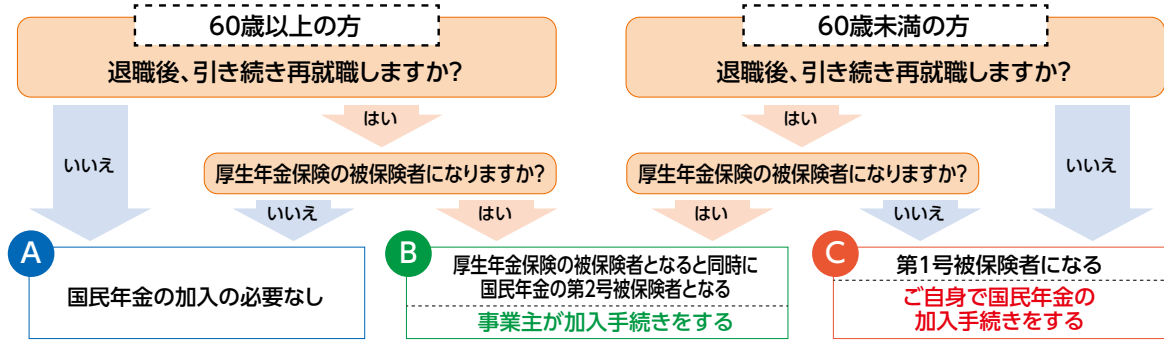 60歳以上の方
退職後、引き続き再就職しますか?
いいえ
はい
厚生年金保険の被保険者になりますか?
いいえ
はい
60歳未満の方
退職後、引き続き再就職しますか?
はい
いいえ
厚生年金保険の被保険者になりますか?
はい
いいえ
A
国民年金の加入の必要なし
B
厚生年金保険の被保険者となると同時に
国民年金の第2号被保険者となる
事業主が加入手続きをする
C
第1号被保険者になる
ご自身で国民年金の
加入手続きをする